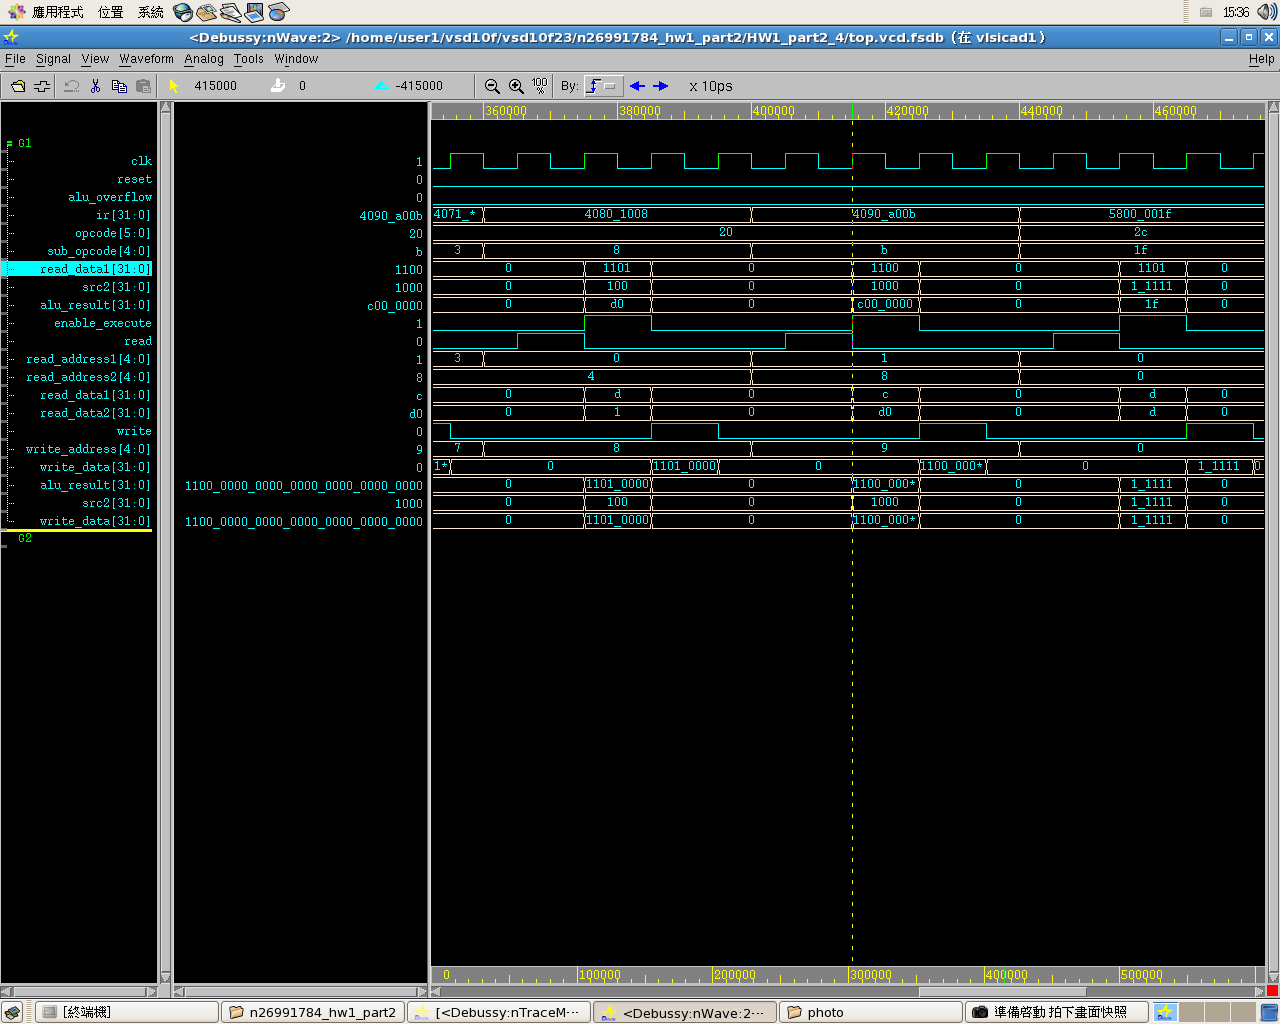 應用程式 位置 系統 15:36
<Debussy:nWave:2> /home/user1/vsd10f/vsd10f23/n26991784_hw1_part2/HW1_part2_4/top.vcd.fsdb (在 vlsicad1)
File Signal View Waveform Analog Tools Window Help
415000 0 -415000 100 % By: x 10ps
360000 380000 400000 420000 440000 460000
G1
clk 1
reset 0
alu_overflow 0
ir[31:0] 4090_a00b 4071_* 4080_1008 4090_a00b 5800_001f
opcode[5:0] 20 20 2c
sub_opcode[4:0] b 3 8 b 1f
read_data1[31:0] 1100 0 1101 0 1100 0 1101 0
src2[31:0] 1000 0 100 0 1000 0 1_1111 0
alu_result[31:0] c00_0000 0 d0 0 c00_0000 0 1f 0
enable_execute 1
read 0
read_address1[4:0] 1 3 0 1 0
read_address2[4:0] 8 4 8 0
read_data1[31:0] c 0 d 0 c 0 d 0
read_data2[31:0] d0 0 1 0 d0 0 d 0
write 0
write_address[4:0] 9 7 8 9 0
write_data[31:0] 0 1* 0 1101_0000 0 1100_000* 0 1_1111 0
alu_result[31:0] 1100_0000_0000_0000_0000_0000_0000 0 1101_0000 0 1100_000* 0 1_1111 0
src2[31:0] 1000 0 100 0 1000 0 1_1111 0
write_data[31:0] 1100_0000_0000_0000_0000_0000_0000 0 1101_0000 0 1100_000* 0 1_1111 0
G2
0 100000 200000 300000 400000 500000
[終端機] n26991784_hw1_part2 [<Debussy:nTraceM··· <Debussy:nWave:2··· photo 準備啓動 拍下畫面快照